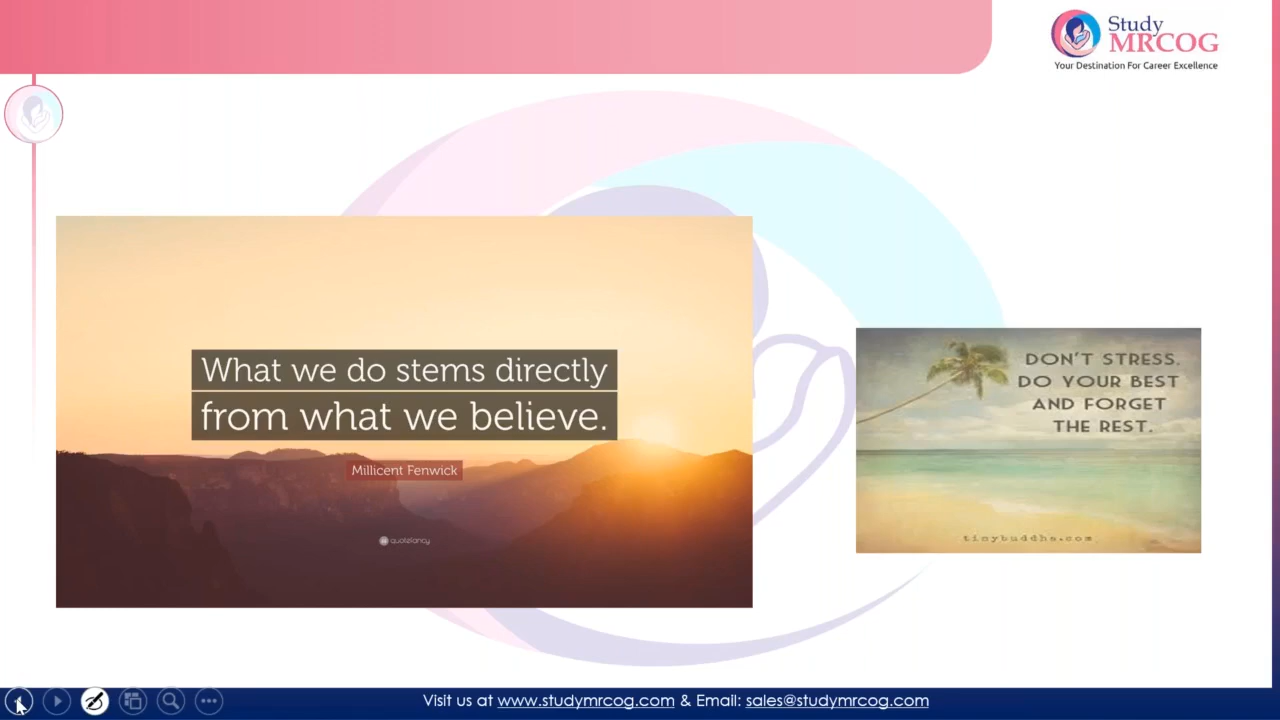 Study
MRCOG
Your Destination For Career Excellence
What we do stems directly
from what we believe.
Millicent Fenwick
quotefancy
DON'T STRESS.
DO YOUR BEST
AND FORGET
THE REST.
tinybuddha.com
Visit us at www.studymrcog.com & Email: sales@studymrcog.com